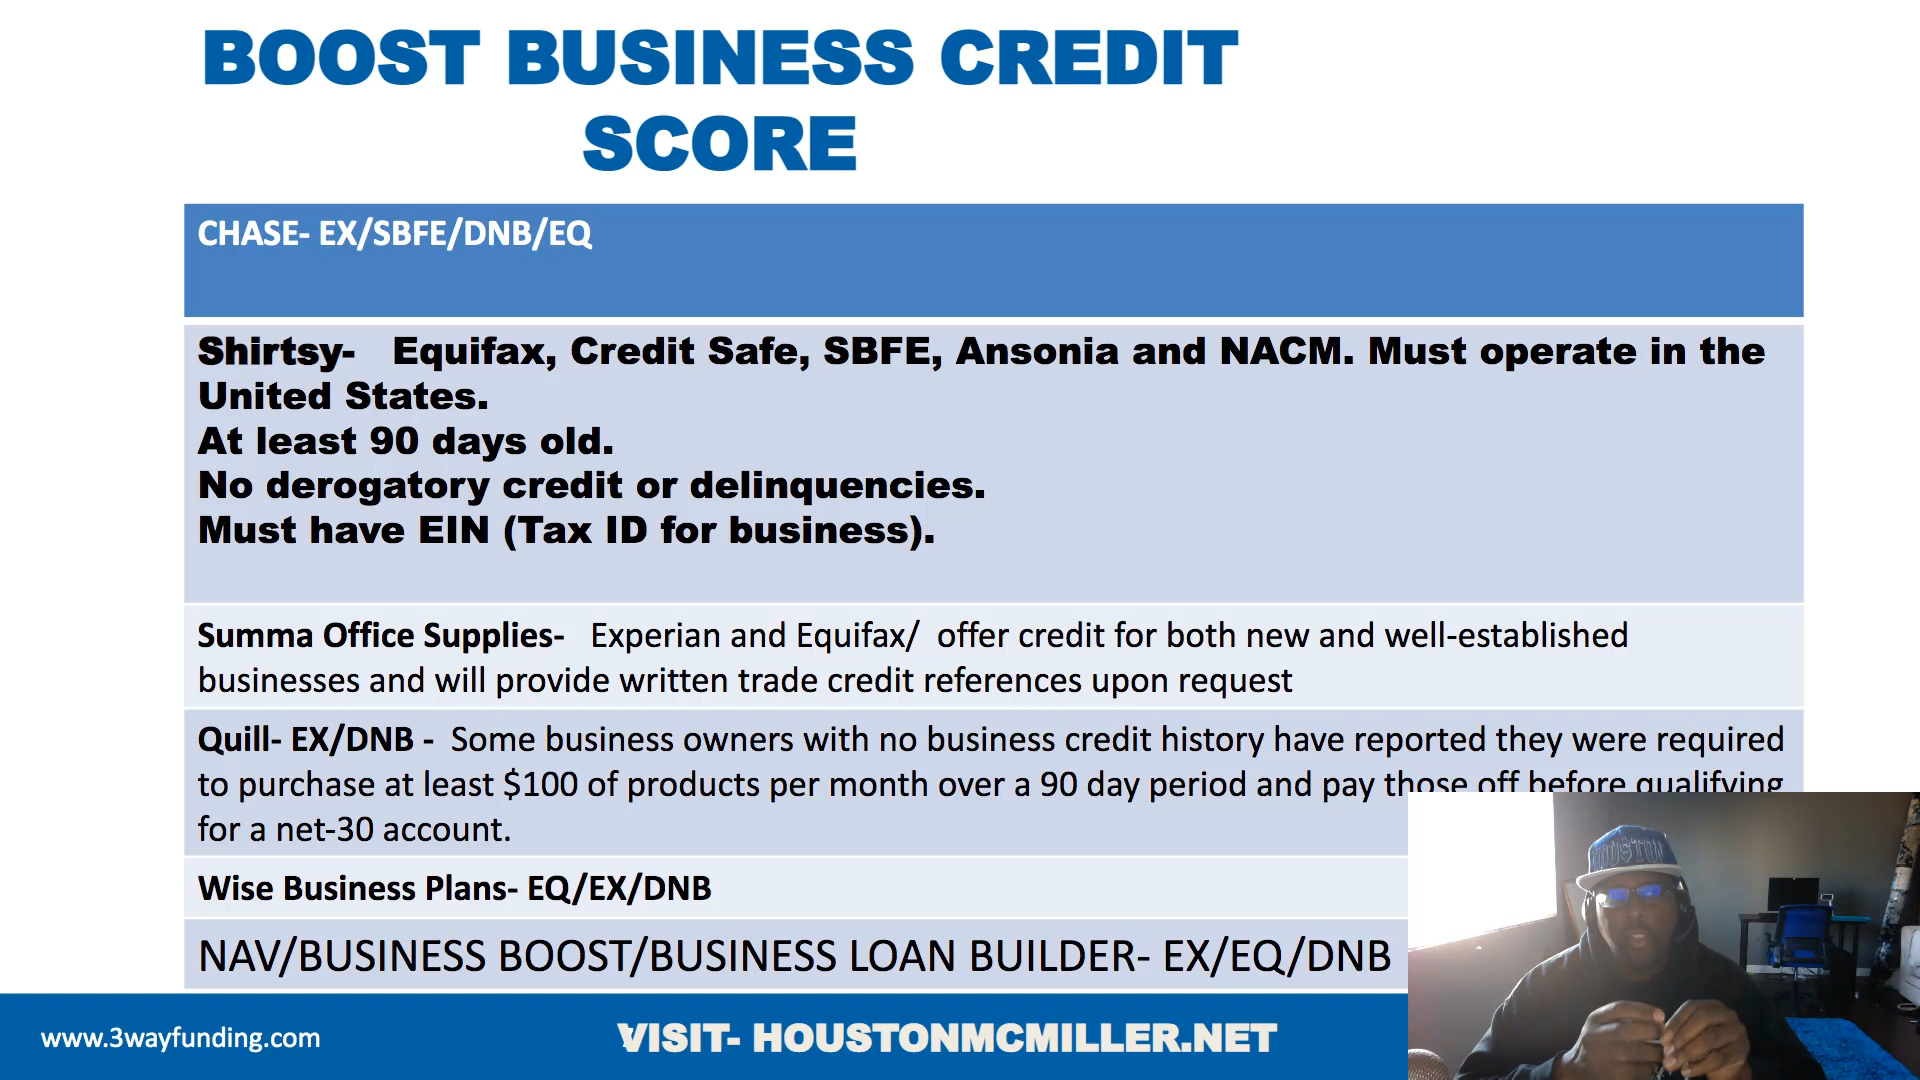 BOOST BUSINESS CREDIT
SCORE
CHASE- EX/SBFE/DNB/EQ
Shirtsy- Equifax, Credit Safe, SBFE, Ansonia and NACM. Must operate in the
United States.
At least 90 days old.
No derogatory credit or delinquencies.
Must have EIN (Tax ID for business).
Summa Office Supplies- Experian and Equifax/ offer credit for both new and well-established
businesses and will provide written trade credit references upon request
Quill- EX/DNB - Some business owners with no business credit history have reported they were required
to purchase at least $100 of products per month over a 90 day period and pay those off before qualifying
for a net-30 account.
Wise Business Plans- EQ/EX/DNB
NAV/BUSINESS BOOST/BUSINESS LOAN BUILDER- EX/EQ/DNB
HOUSTON
www.3wayfunding.com
VISIT- HOUSTONMCMILLER.NET